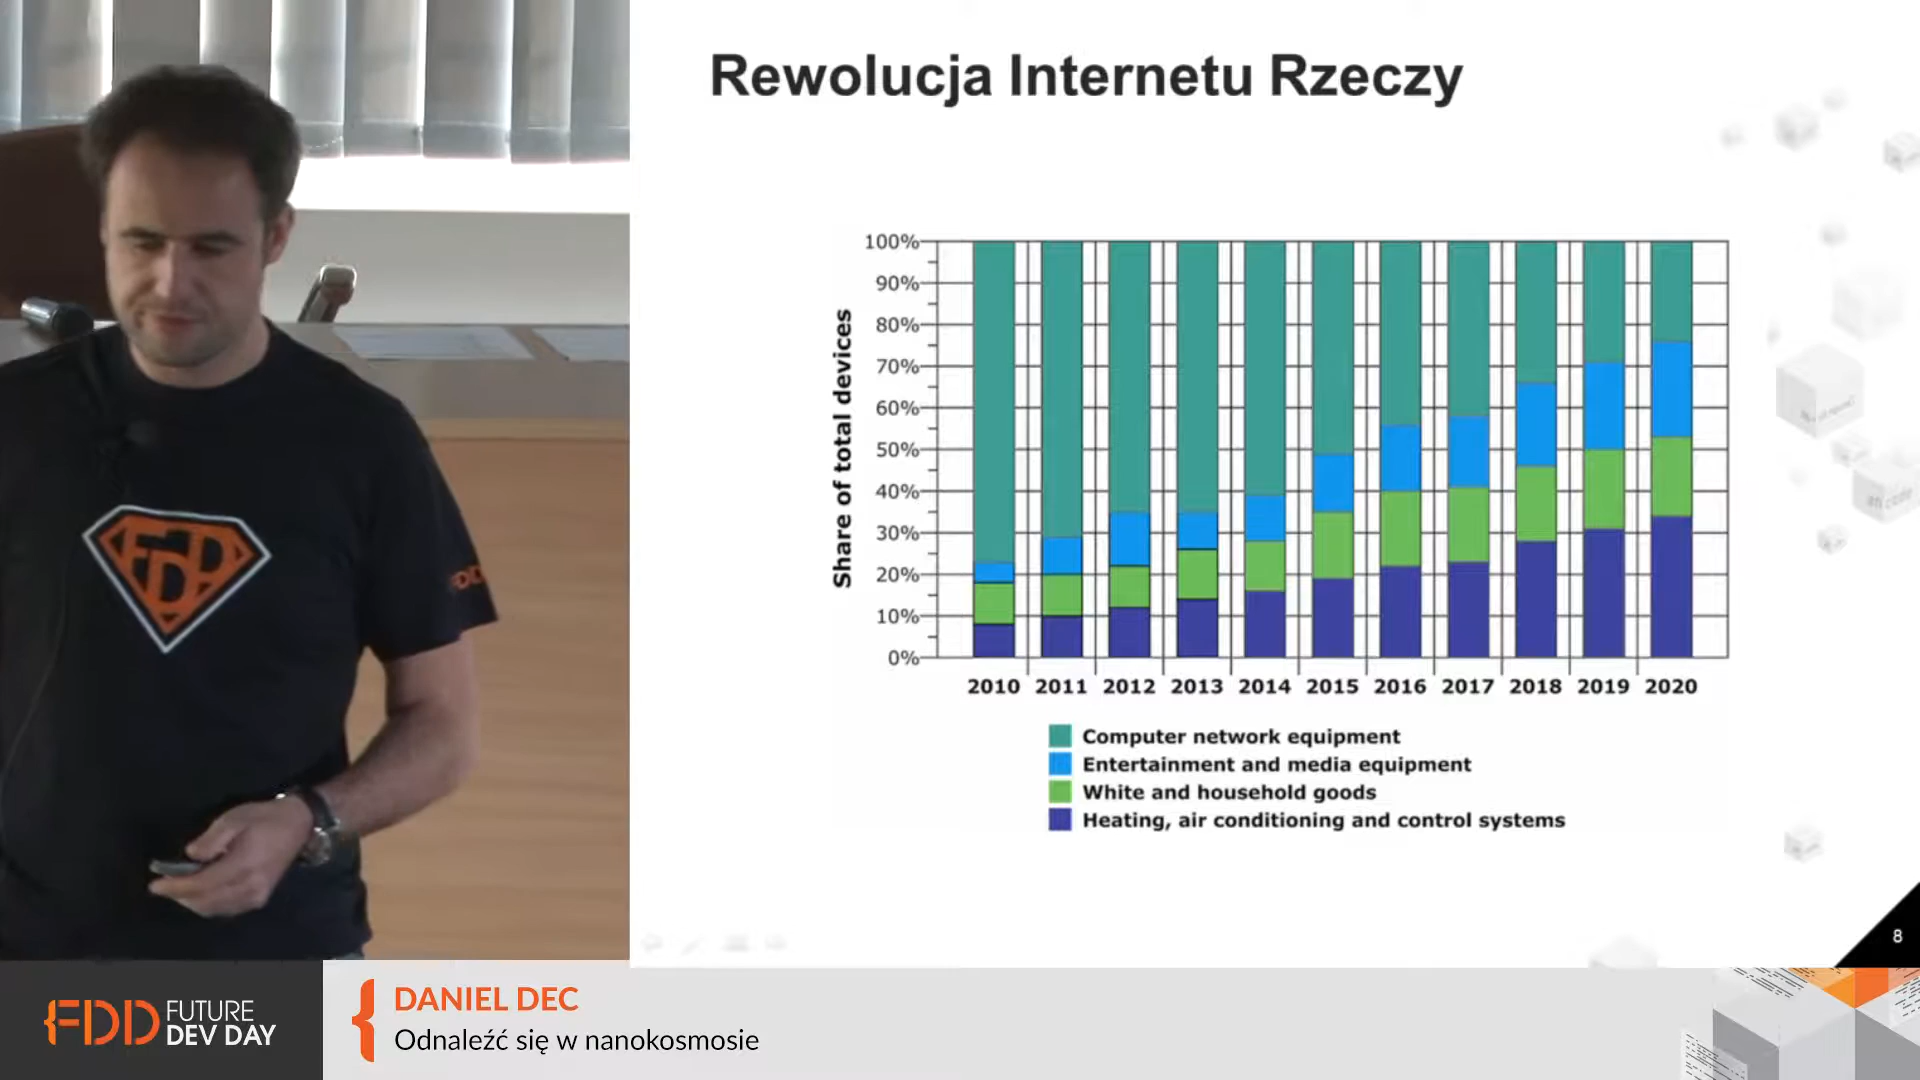 Rewolucja Internetu Rzeczy
Share of total devices
100%
90%
80%
70%
60%
50%
40%
30%
20%
10%
0%
2010 2011 2012 2013 2014 2015 2016 2017 2018 2019 2020
Computer network equipment
Entertainment and media equipment
White and household goods
Heating, air conditioning and control systems
8
FDD
FDD FUTURE
DEV DAY
DANIEL DEC
Odnaleźć się w nanokosmosie